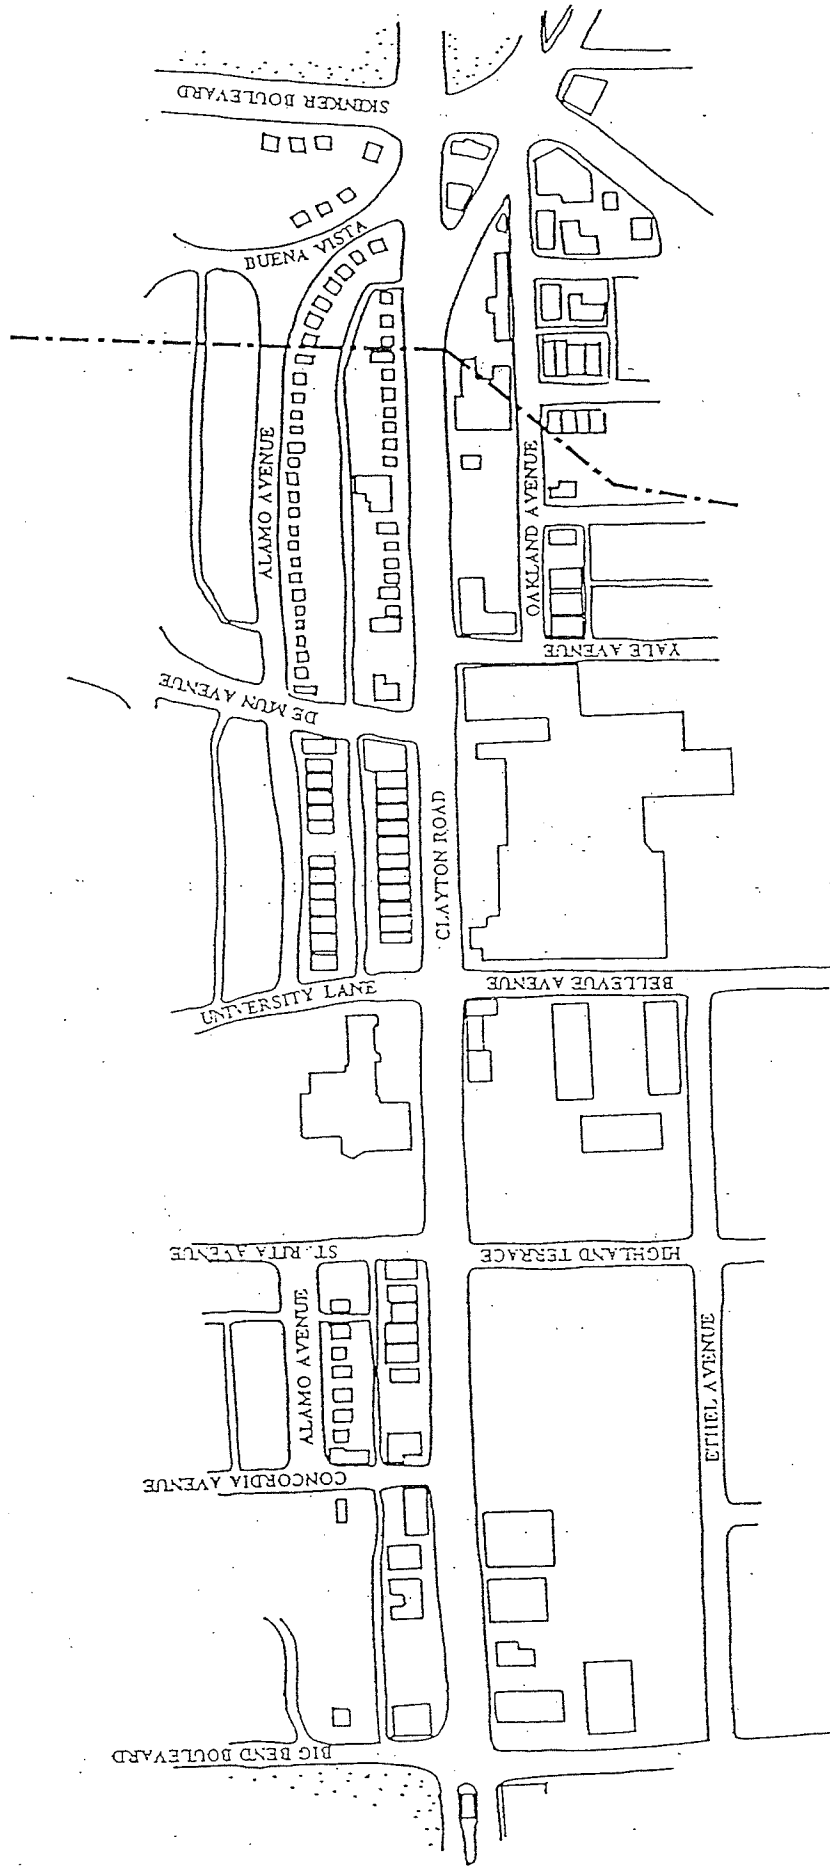 SKINKER BOULEVARD
BUENA VISTA
ALAMO AVENUE
OAKLAND AVENUE
YALE AVENUE
DE MUN AVENUE
CLAYTON ROAD
BELLEVUE AVENUE
UNIVERSITY LANE
ST. RITA AVENUE
HIGHLAND TERRACE
ALAMO AVENUE
ETHEL AVENUE
CONCORDIA AVENUE
BIG BEND BOULEVARD